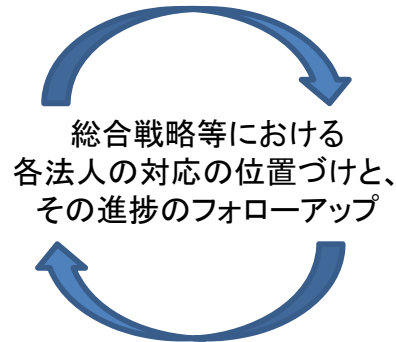 総合戦略等における
各法人の対応の位置づけと、
その進捗のフォローアップ